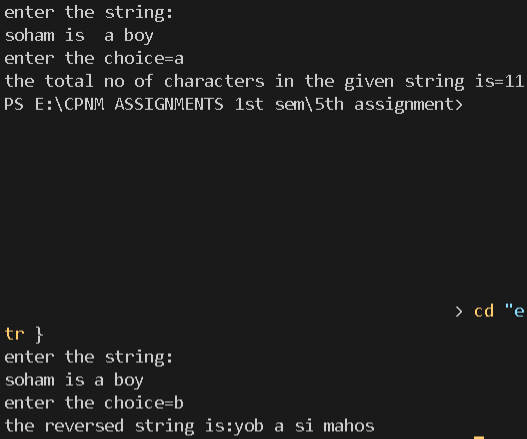 enter the string:
soham is  a boy
enter the choice=a
the total no of characters in the given string is=11
PS E:\CPNM ASSIGNMENTS 1st sem\5th assignment>
> cd "e
tr }
enter the string:
soham is a boy
enter the choice=b
the reversed string is:yob a si mahos